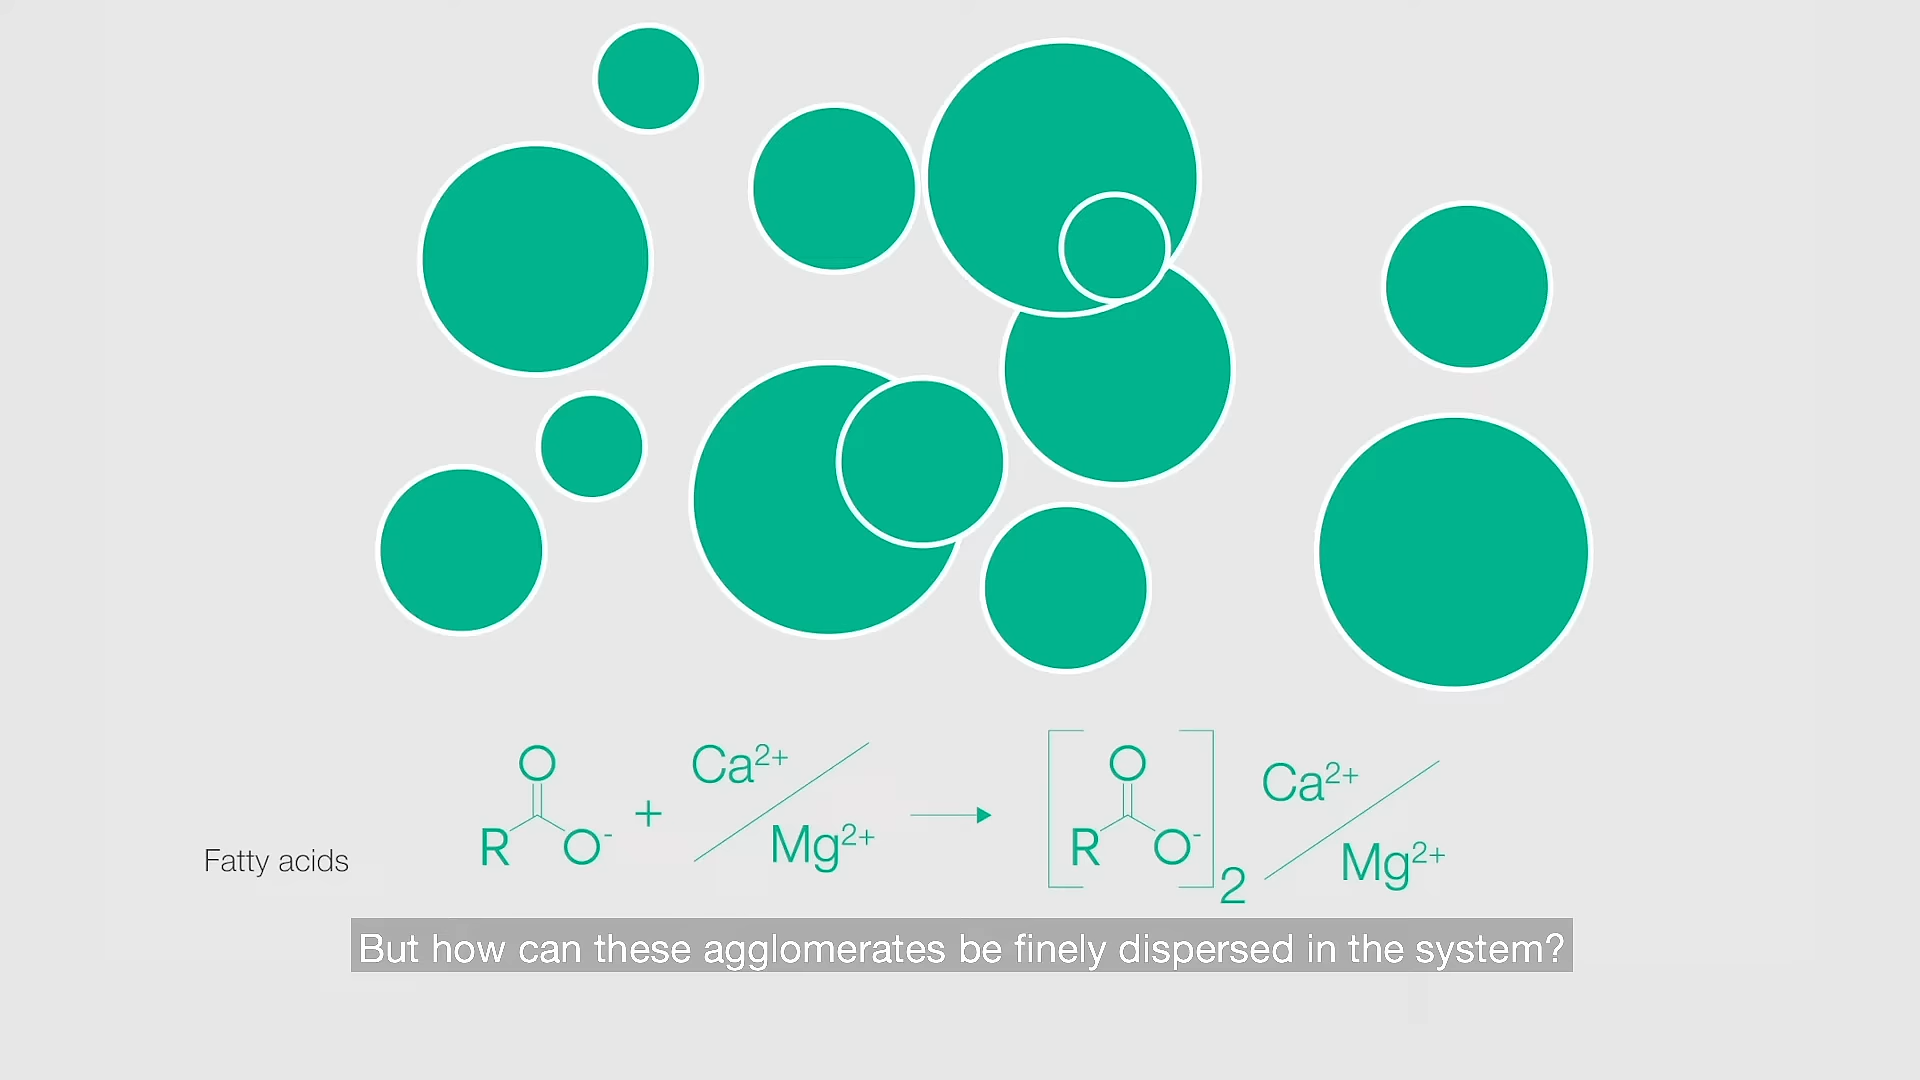 Fatty acids
O
R
O⁻
+
Ca²⁺
Mg²⁺
O
R
O⁻
2
Ca²⁺
Mg²⁺
But how can these agglomerates be finely dispersed in the system?